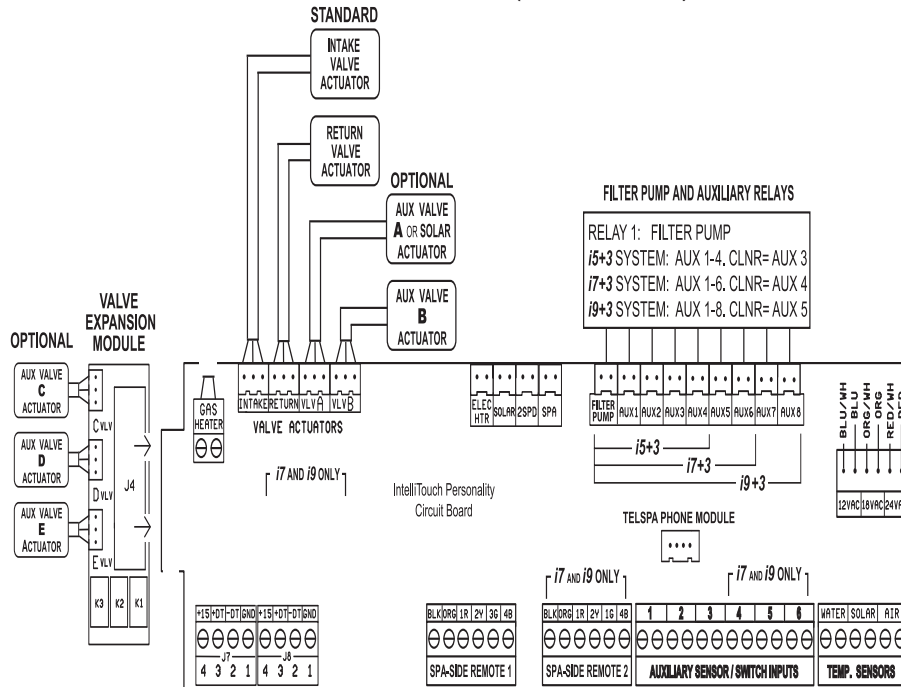 STANDARD
INTAKE
VALVE
ACTUATOR
RETURN
VALVE
ACTUATOR
OPTIONAL
AUX VALVE
A OR SOLAR
ACTUATOR
AUX VALVE
B
ACTUATOR
FILTER PUMP AND AUXILIARY RELAYS
RELAY 1: FILTER PUMP
i5+3 SYSTEM: AUX 1-4. CLNR= AUX 3
i7+3 SYSTEM: AUX 1-6. CLNR= AUX 4
i9+3 SYSTEM: AUX 1-8. CLNR= AUX 5
VALVE
EXPANSION
MODULE
OPTIONAL
AUX VALVE
C
ACTUATOR
AUX VALVE
D
ACTUATOR
AUX VALVE
E
ACTUATOR
C VLV
D VLV
E VLV
J4
K3 K2 K1
GAS
HEATER
INTAKE RETURN VLV A VLV B
VALVE ACTUATORS
i7 AND i9 ONLY
ELEC
HTR
SOLAR 2SPD SPA
FILTER
PUMP
AUX1 AUX2 AUX3 AUX4 AUX5 AUX6 AUX7 AUX8
i5+3
i7+3
i9+3
BLU/WH
BLU
ORG/WH
ORG
RED/WH
12VAC 18VAC
IntelliTouch Personality
Circuit Board
TELSPA PHONE MODULE
+15 +DT -DT GND +15 +DT -DT GND
J7 J8
4 3 2 1 4 3 2 1
BLK ORG 1R 2Y 3G 4B
SPA-SIDE REMOTE 1
i7 AND i9 ONLY
BLK ORG 1R 2Y 1G 4B
SPA-SIDE REMOTE 2
i7 AND i9 ONLY
1 2 3 4 5 6
AUXILIARY SENSOR / SWITCH INPUTS
WATER SOLAR AIR
TEMP. SENSORS